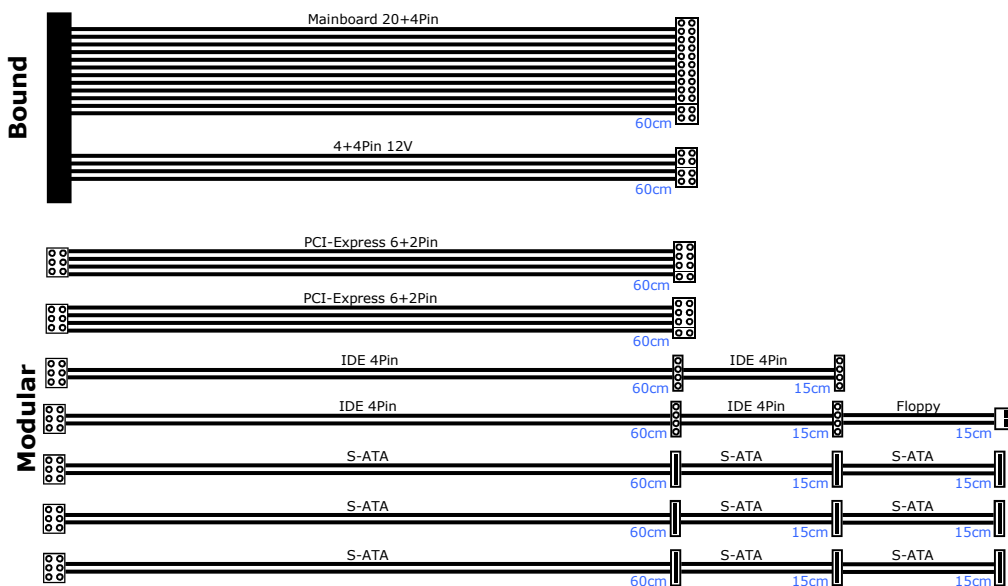 Bound
Mainboard 20+4Pin
60cm
4+4Pin 12V
60cm
Modular
PCI-Express 6+2Pin
60cm
PCI-Express 6+2Pin
60cm
IDE 4Pin
60cm
IDE 4Pin
15cm
IDE 4Pin
60cm
IDE 4Pin
15cm
Floppy
15cm
S-ATA
60cm
S-ATA
15cm
S-ATA
15cm
S-ATA
60cm
S-ATA
15cm
S-ATA
15cm
S-ATA
60cm
S-ATA
15cm
S-ATA
15cm